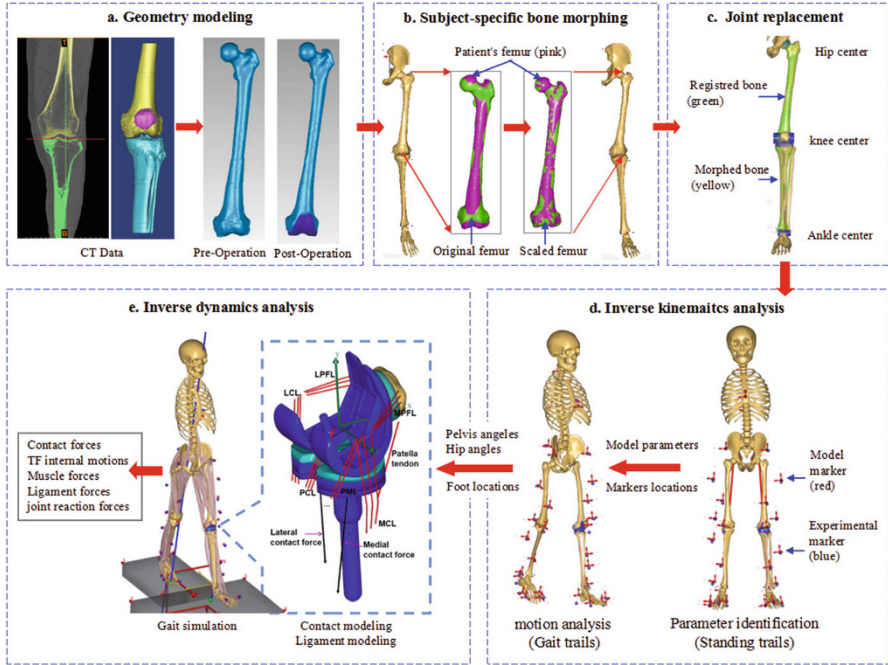 a. Geometry modeling
CT Data
Pre-Operation
Post-Operation
b. Subject-specific bone morphing
Patient's femur (pink)
Original femur
Scaled femur
c. Joint replacement
Hip center
Registred bone
(green)
knee center
Morphed bone
(yellow)
Ankle center
d. Inverse kinemaitcs analysis
Model
marker
(red)
Experimental
marker
(blue)
Parameter identification
(Standing trails)
Model parameters
Markers locations
motion analysis
(Gait trails)
Pelvis angeles
Hip angles
Foot locations
e. Inverse dynamics analysis
LPFL
LCL
MPFL
Patella
tendon
PCL
PML
MCL
Lateral
contact force
Medial
contact force
Contact modeling
Ligament modeling
Gait simulation
Contact forces
TF internal motions
Muscle forces
Ligament forces
joint reaction forces